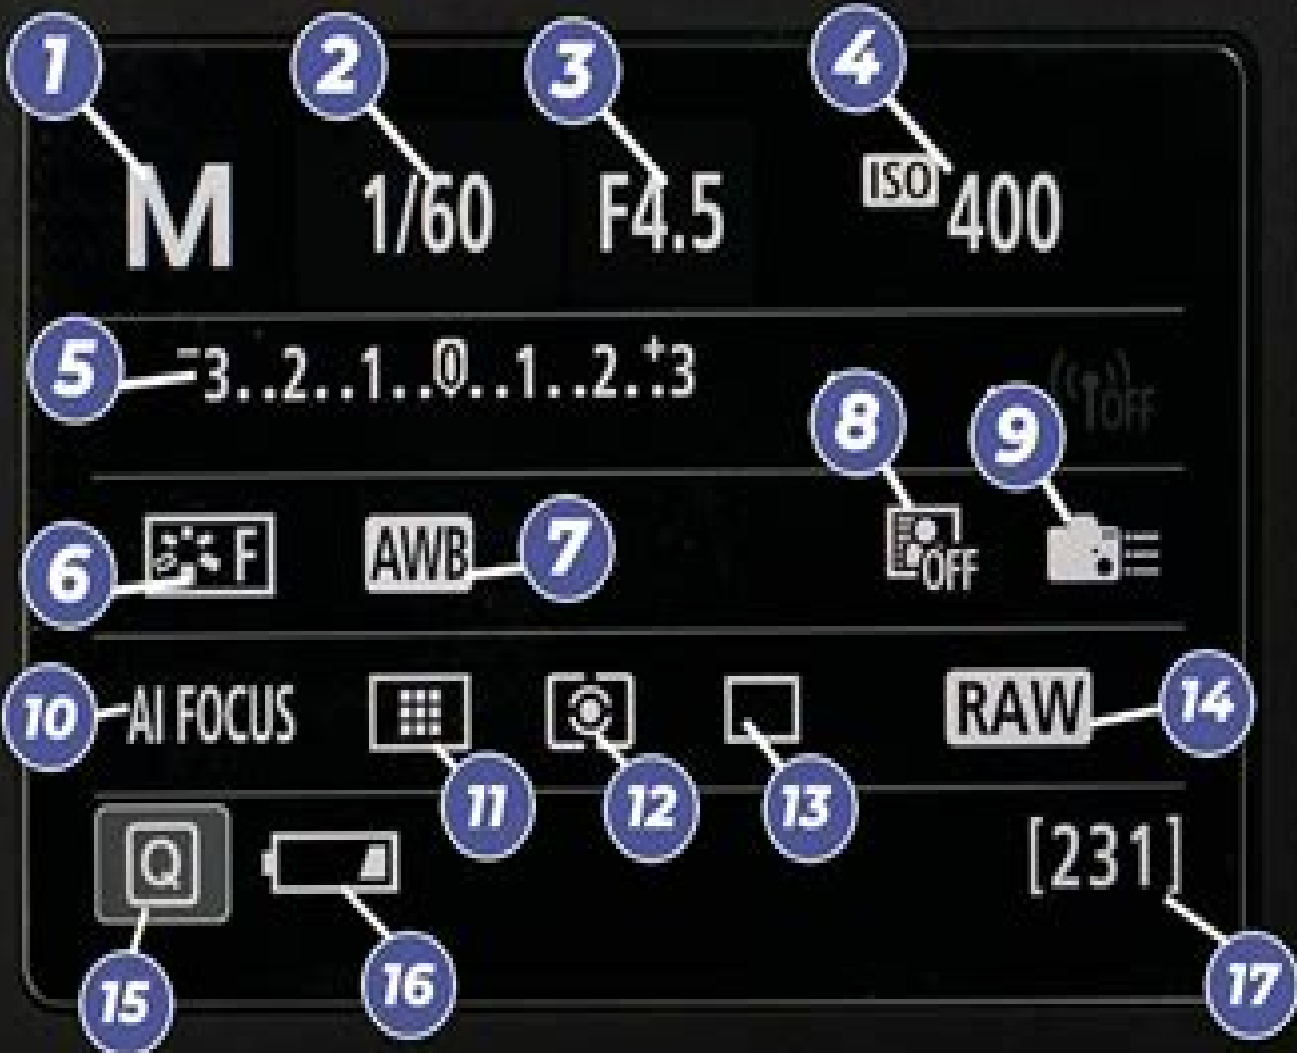 1 2 3 4
M 1/60 F4.5 ISO 400
5 -3..2..1..0..1..2..+3 8 9 OFF
6 F AWB 7 OFF
10 AI FOCUS RAW 14
11 12 13
Q [231]
15 16 17